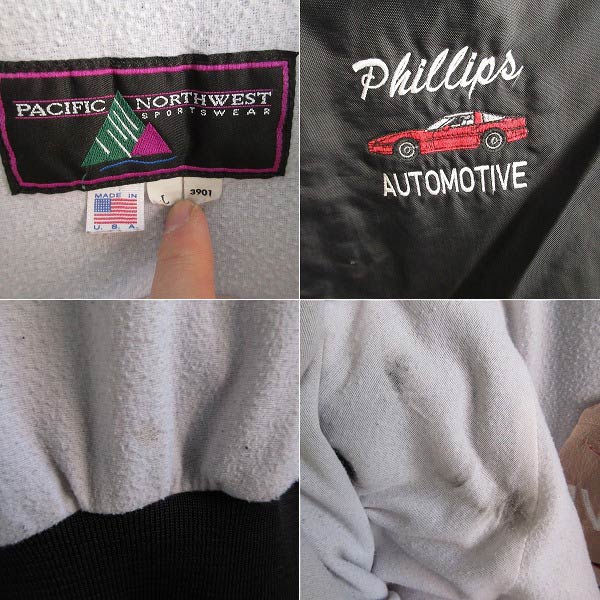 PACIFIC NORTHWEST
SPORTSWEAR
MADE IN
U.S.A.
L 3901
Phillips
AUTOMOTIVE